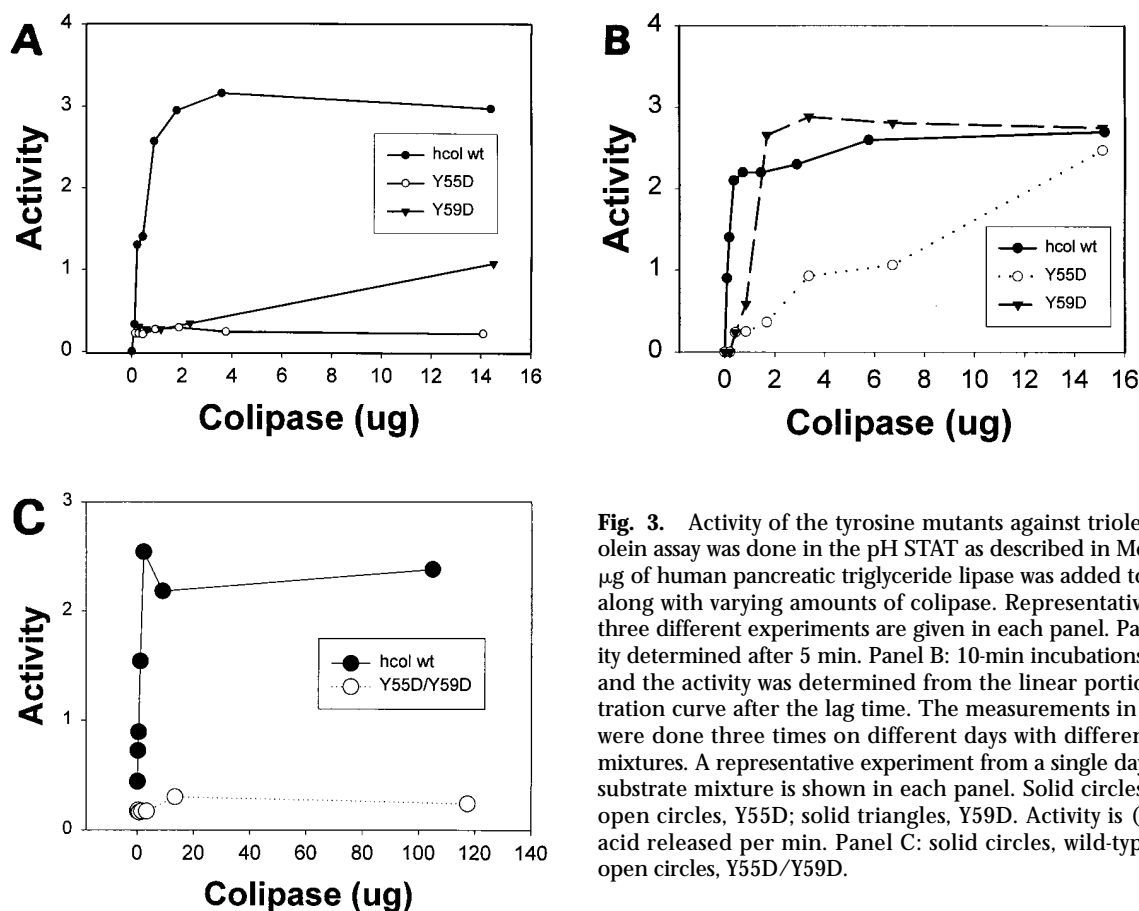 A
4
3
2
1
0
Activity
hcol wt
Y55D
Y59D
0 2 4 6 8 10 12 14 16
Colipase (ug)
B
4
3
2
1
0
Activity
hcol wt
Y55D
Y59D
0 2 4 6 8 10 12 14 16
Colipase (ug)
C
3
2
1
0
Activity
hcol wt
Y55D/Y59D
0 20 40 60 80 100 120 140
Colipase (ug)
Fig. 3. Activity of the tyrosine mutants against triole
olein assay was done in the pH STAT as described in Me
μg of human pancreatic triglyceride lipase was added to
along with varying amounts of colipase. Representativ
three different experiments are given in each panel. Pa
ity determined after 5 min. Panel B: 10-min incubations
and the activity was determined from the linear portio
tration curve after the lag time. The measurements in
were done three times on different days with differen
mixtures. A representative experiment from a single day
substrate mixture is shown in each panel. Solid circles
open circles, Y55D; solid triangles, Y59D. Activity is (
acid released per min. Panel C: solid circles, wild-typ
open circles, Y55D/Y59D.